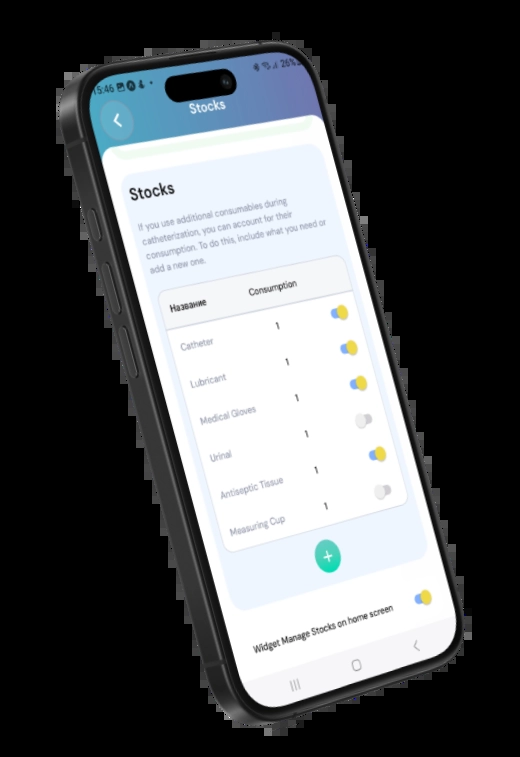 15:46 26%
Stocks
Stocks
If you use additional consumables during
catheterization, you can account for their
consumption. To do this, include what you need or
add a new one.
Название Consumption
Catheter 1
Lubricant 1
Medical Gloves 1
Urinal 1
Antiseptic Tissue 1
Measuring Cup 1
+
Widget Manage Stocks on home screen